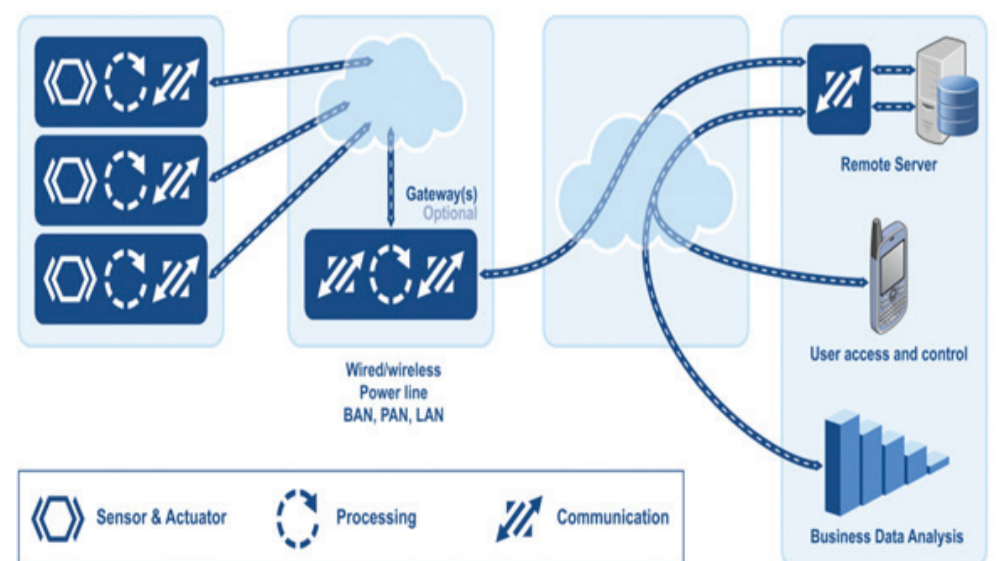 Gateway(s)
Optional
Wired/wireless
Power line
BAN, PAN, LAN
Remote Server
User access and control
Business Data Analysis
Sensor & Actuator
Processing
Communication